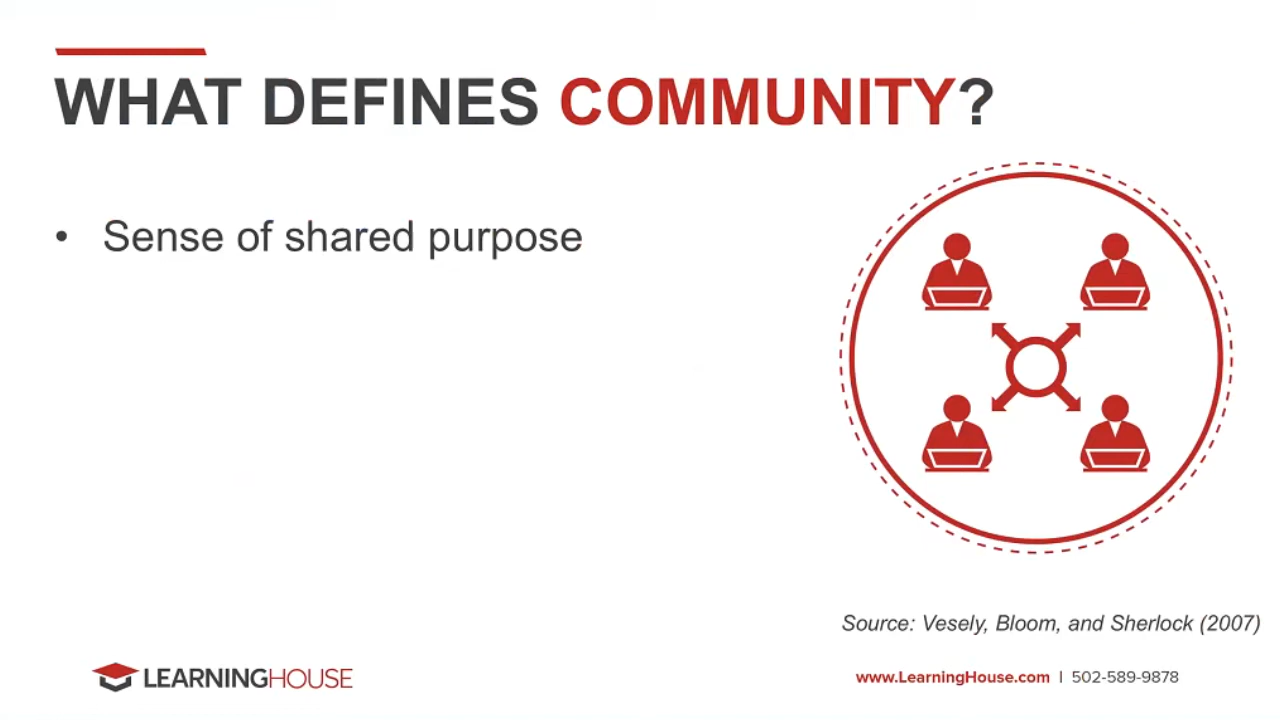 WHAT DEFINES COMMUNITY?
• Sense of shared purpose
Source: Vesely, Bloom, and Sherlock (2007)
LEARNINGHOUSE
www.LearningHouse.com | 502-589-9878